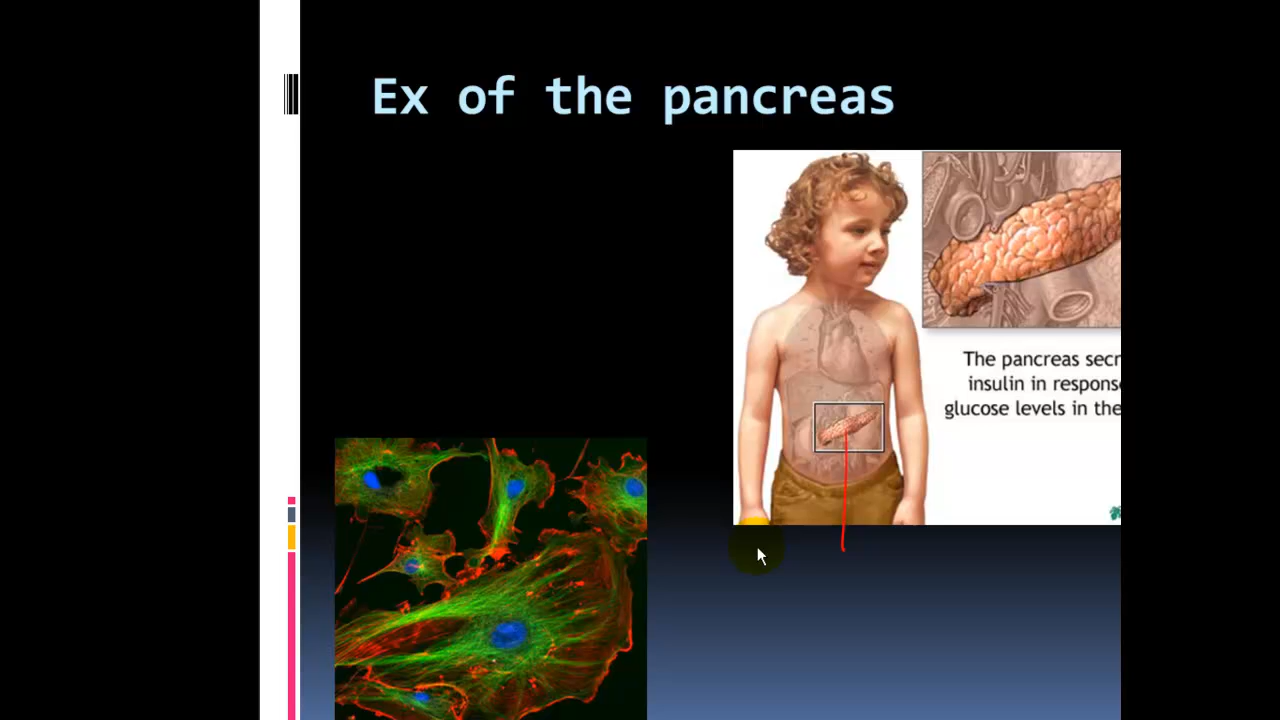 Ex of the pancreas
The pancreas secr
insulin in respons
glucose levels in the